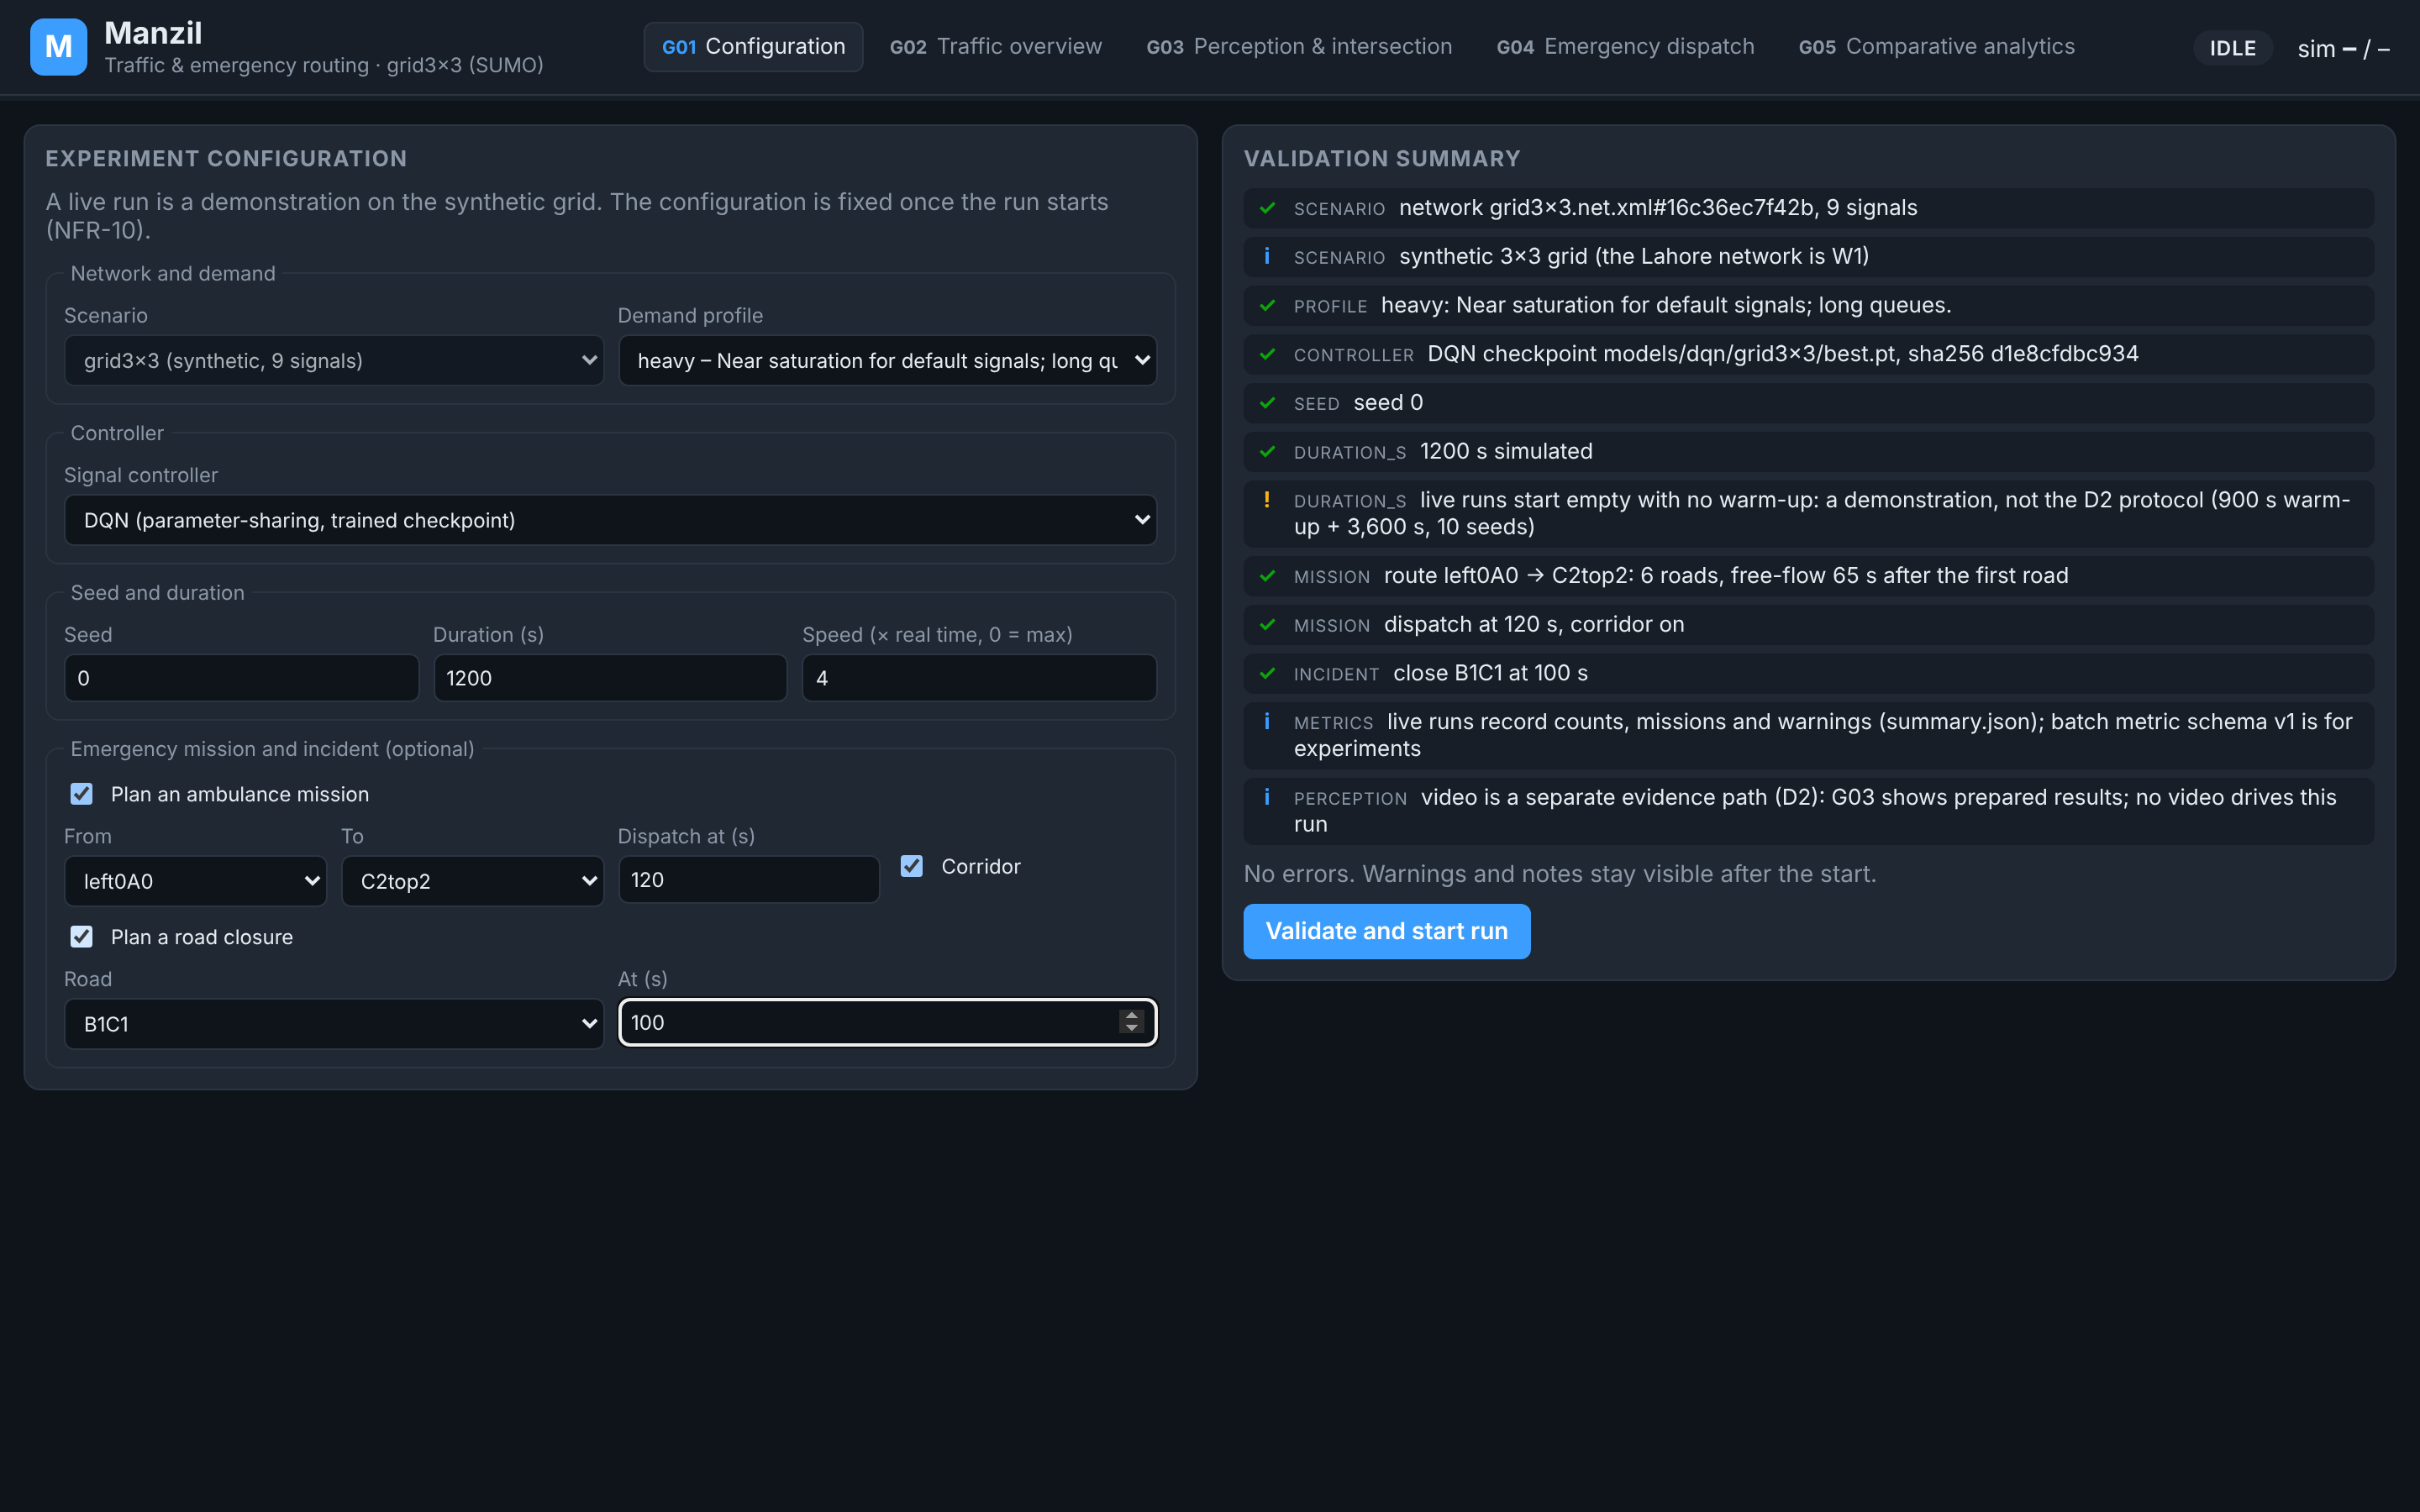 M
Manzil
Traffic & emergency routing · grid3×3 (SUMO)
G01 Configuration
G02 Traffic overview
G03 Perception & intersection
G04 Emergency dispatch
G05 Comparative analytics
IDLE
sim – / –
EXPERIMENT CONFIGURATION
A live run is a demonstration on the synthetic grid. The configuration is fixed once the run starts
(NFR-10).
Network and demand
Scenario
grid3×3 (synthetic, 9 signals)
Demand profile
heavy – Near saturation for default signals; long qu
Controller
Signal controller
DQN (parameter-sharing, trained checkpoint)
Seed and duration
Seed
0
Duration (s)
1200
Speed (× real time, 0 = max)
4
Emergency mission and incident (optional)
Plan an ambulance mission
From
left0A0
To
C2top2
Dispatch at (s)
120
Corridor
Plan a road closure
Road
B1C1
At (s)
100
VALIDATION SUMMARY
✓ SCENARIO network grid3×3.net.xml#16c36ec7f42b, 9 signals
i SCENARIO synthetic 3×3 grid (the Lahore network is W1)
✓ PROFILE heavy: Near saturation for default signals; long queues.
✓ CONTROLLER DQN checkpoint models/dqn/grid3×3/best.pt, sha256 d1e8cfdbc934
✓ SEED seed 0
✓ DURATION_S 1200 s simulated
! DURATION_S live runs start empty with no warm-up: a demonstration, not the D2 protocol (900 s warm-
up + 3,600 s, 10 seeds)
✓ MISSION route left0A0 → C2top2: 6 roads, free-flow 65 s after the first road
✓ MISSION dispatch at 120 s, corridor on
✓ INCIDENT close B1C1 at 100 s
i METRICS live runs record counts, missions and warnings (summary.json); batch metric schema v1 is for
experiments
i PERCEPTION video is a separate evidence path (D2): G03 shows prepared results; no video drives this
run
No errors. Warnings and notes stay visible after the start.
Validate and start run